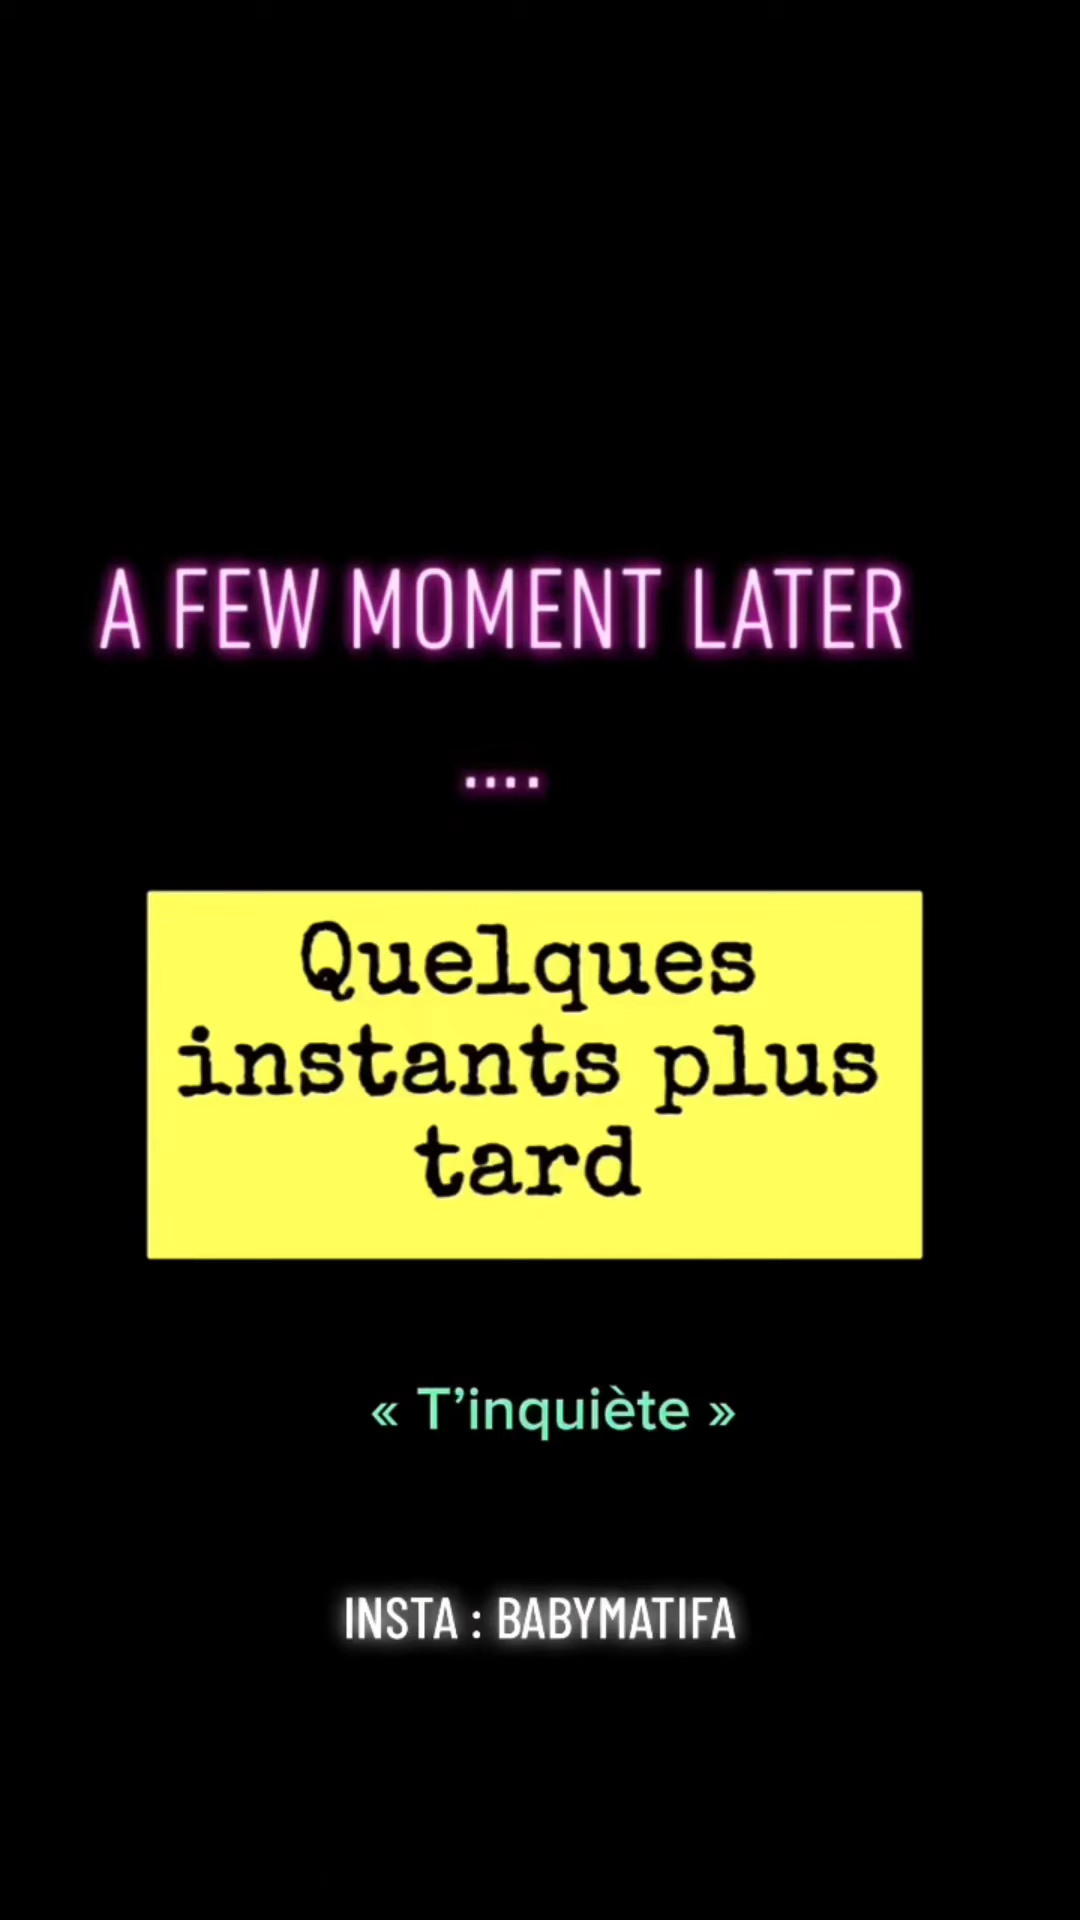 A FEW MOMENT LATER
....
Quelques
instants plus
tard
« T’inquiète »
INSTA : BABYMATIFA